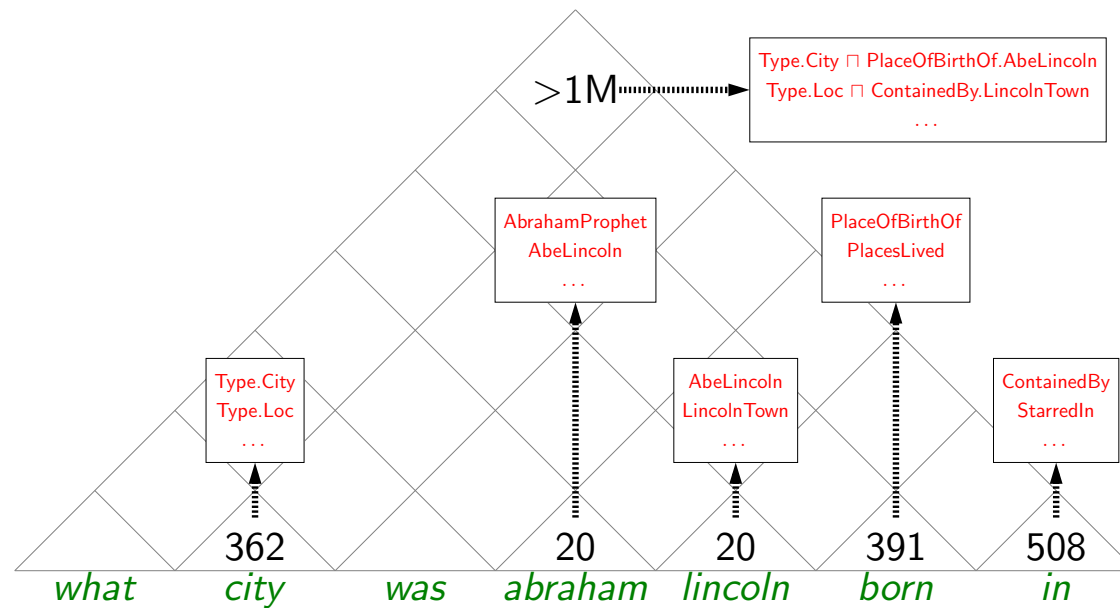 >1M
Type.City ⊓ PlaceOfBirthOf.AbeLincoln
Type.Loc ⊓ ContainedBy.LincolnTown
. . .
AbrahamProphet
AbeLincoln
. . .
PlaceOfBirthOf
PlacesLived
. . .
Type.City
Type.Loc
. . .
AbeLincoln
LincolnTown
. . .
ContainedBy
StarredIn
. . .
362 20 20 391 508
what city was abraham lincoln born in